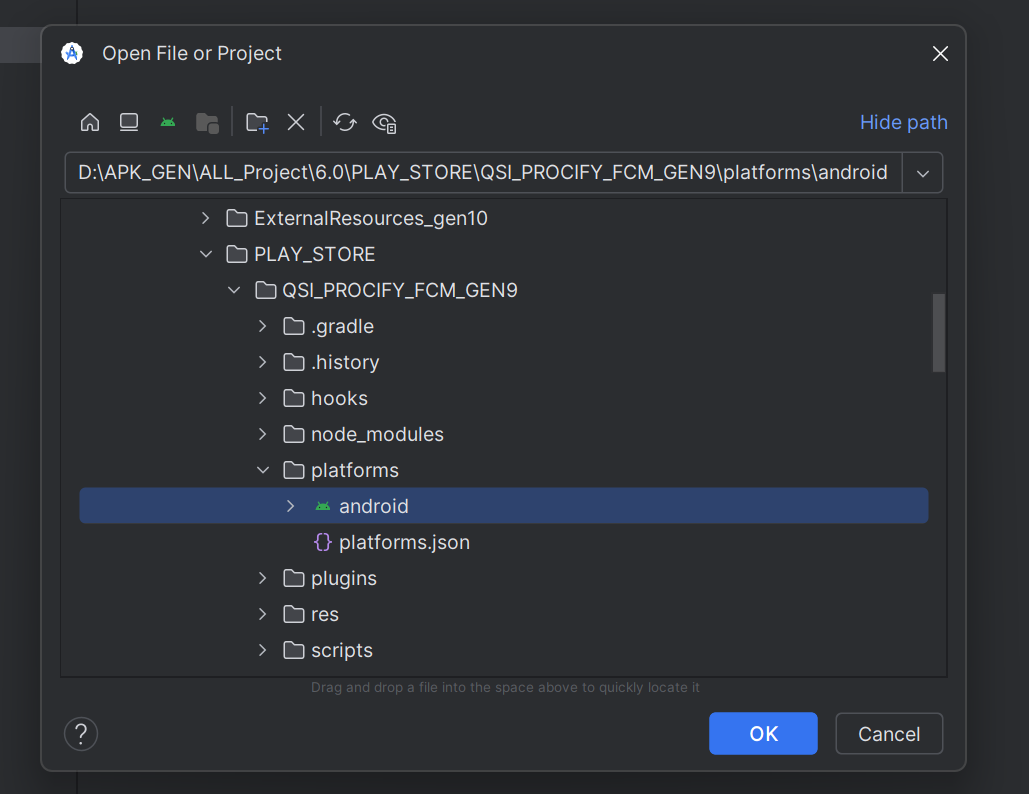 Open File or Project
Hide path
D:\APK_GEN\ALL_Project\6.0\PLAY_STORE\QSI_PROCIFY_FCM_GEN9\platforms\android
ExternalResources_gen10
PLAY_STORE
QSI_PROCIFY_FCM_GEN9
.gradle
.history
hooks
node_modules
platforms
android
{} platforms.json
plugins
res
scripts
Drag and drop a file into the space above to quickly locate it
?
OK
Cancel